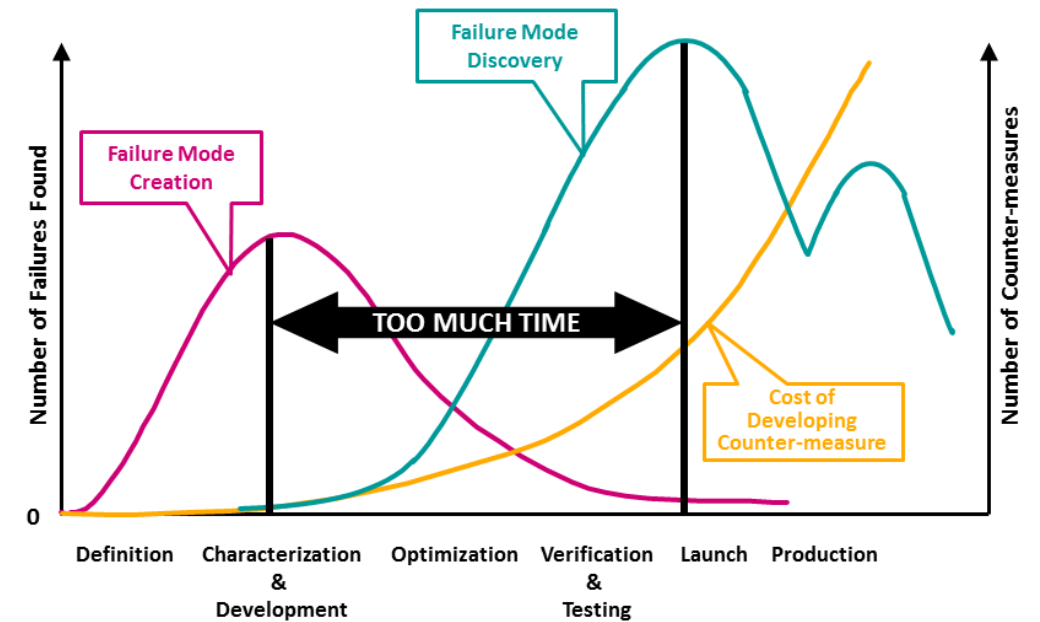 Failure Mode
Discovery
Failure Mode
Creation
Number of Failures Found
Number of Counter-measures
TOO MUCH TIME
Cost of
Developing
Counter-measure
0
Definition
Characterization
&
Development
Optimization
Verification
&
Testing
Launch
Production